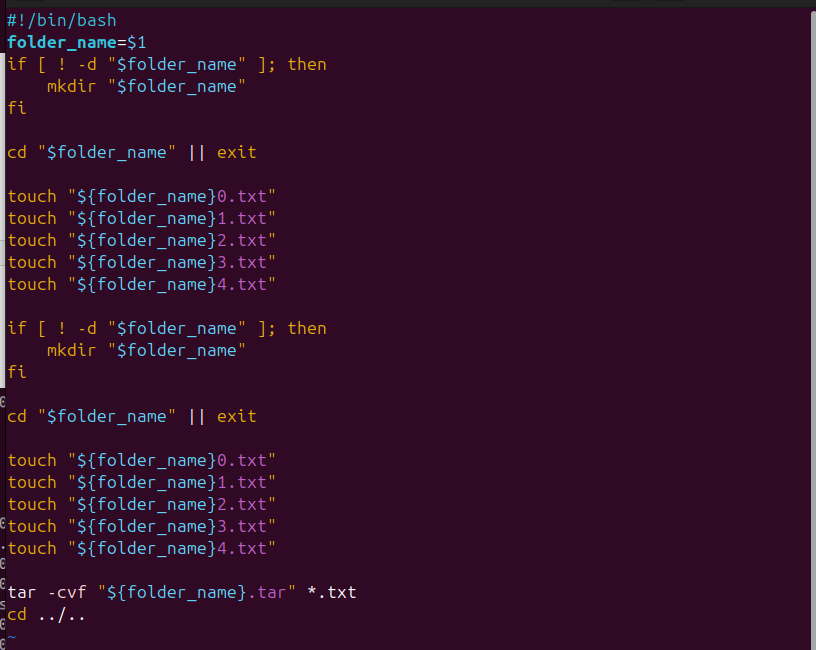 #!/bin/bash
folder_name=$1
if [ ! -d "$folder_name" ]; then
    mkdir "$folder_name"
fi

cd "$folder_name" || exit

touch "${folder_name}0.txt"
touch "${folder_name}1.txt"
touch "${folder_name}2.txt"
touch "${folder_name}3.txt"
touch "${folder_name}4.txt"

if [ ! -d "$folder_name" ]; then
    mkdir "$folder_name"
fi

cd "$folder_name" || exit

touch "${folder_name}0.txt"
touch "${folder_name}1.txt"
touch "${folder_name}2.txt"
touch "${folder_name}3.txt"
touch "${folder_name}4.txt"

tar -cvf "${folder_name}.tar" *.txt
cd ../..
~